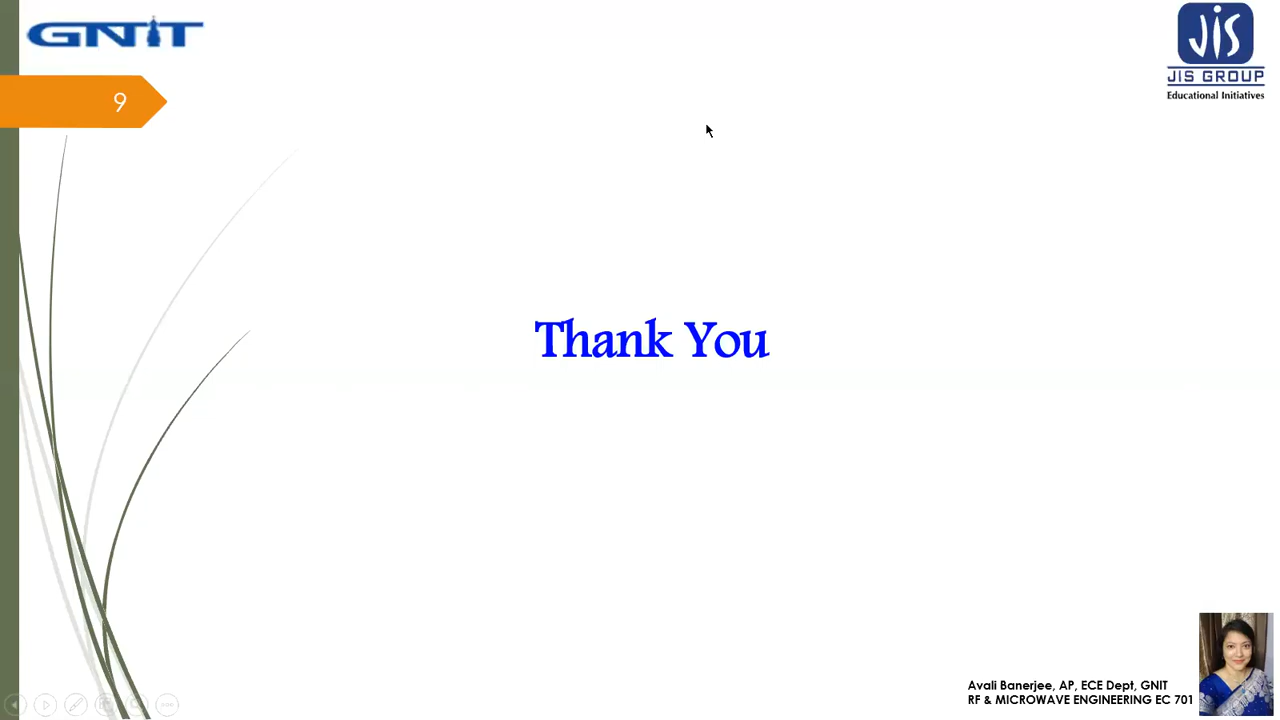 GNIT
JIS
JIS GROUP
Educational Initiatives
9
Thank You
Avali Banerjee, AP, ECE Dept, GNIT
RF & MICROWAVE ENGINEERING EC 701